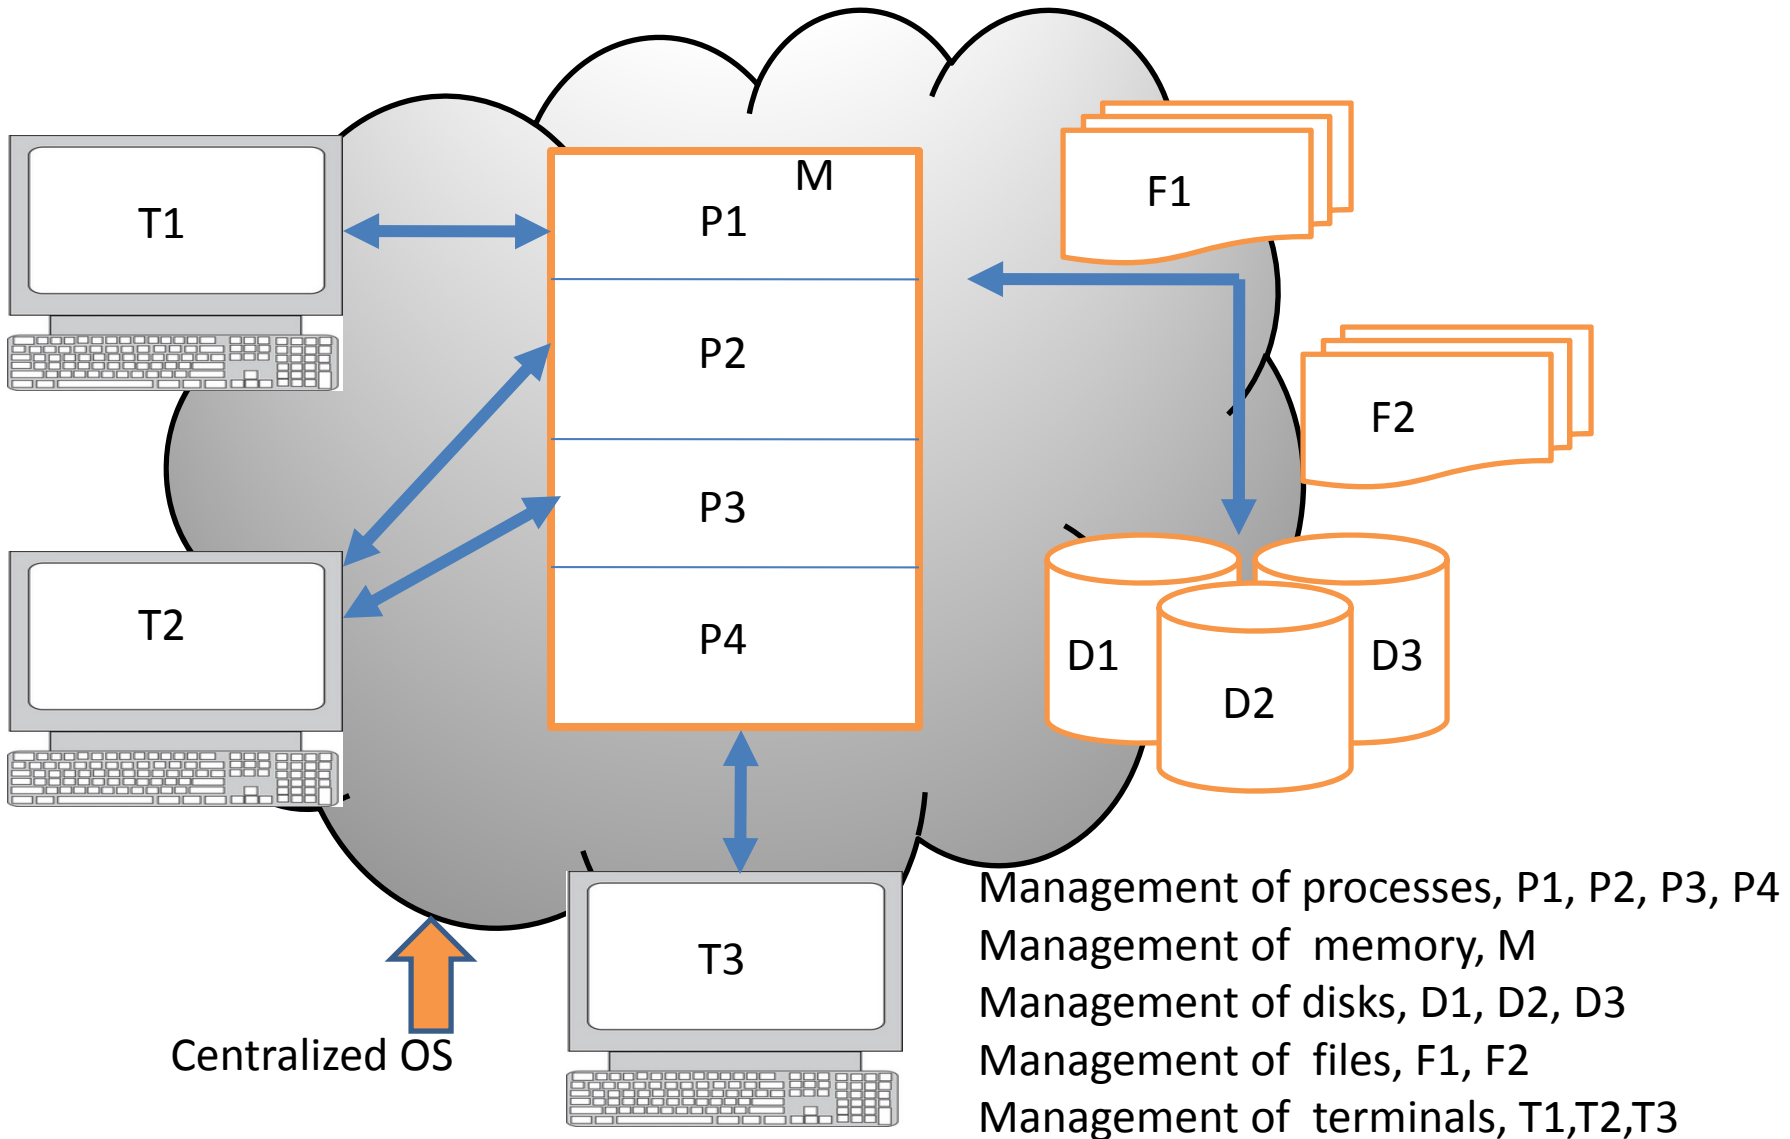 M
T1
P1
F1
P2
F2
P3
T2
P4
D1
D3
D2
Management of processes, P1, P2, P3, P4
Management of  memory, M
T3
Management of disks, D1, D2, D3
Centralized OS
Management of  files, F1, F2
Management of  terminals, T1,T2,T3